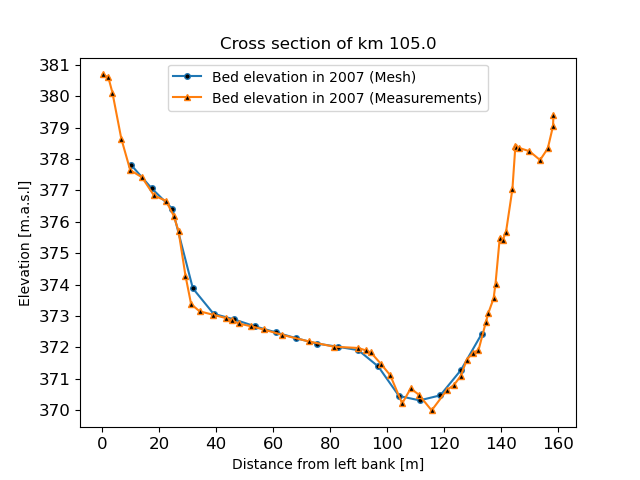 Cross section of km 105.0
Bed elevation in 2007 (Mesh)
Bed elevation in 2007 (Measurements)
Elevation [m.a.s.l]
381
380
379
378
377
376
375
374
373
372
371
370
0 20 40 60 80 100 120 140 160
Distance from left bank [m]